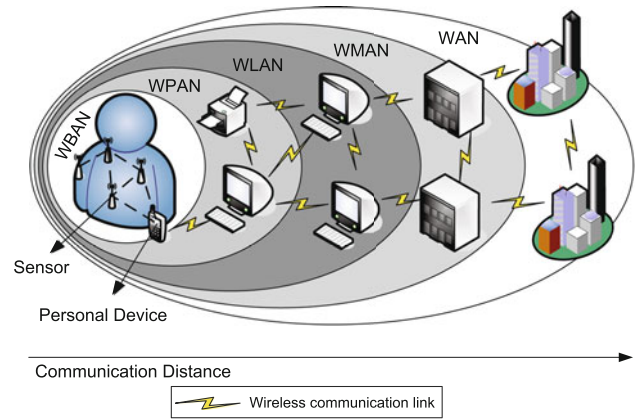 WBAN
WPAN
WLAN
WMAN
WAN
Sensor
Personal Device
Communication Distance
Wireless communication link